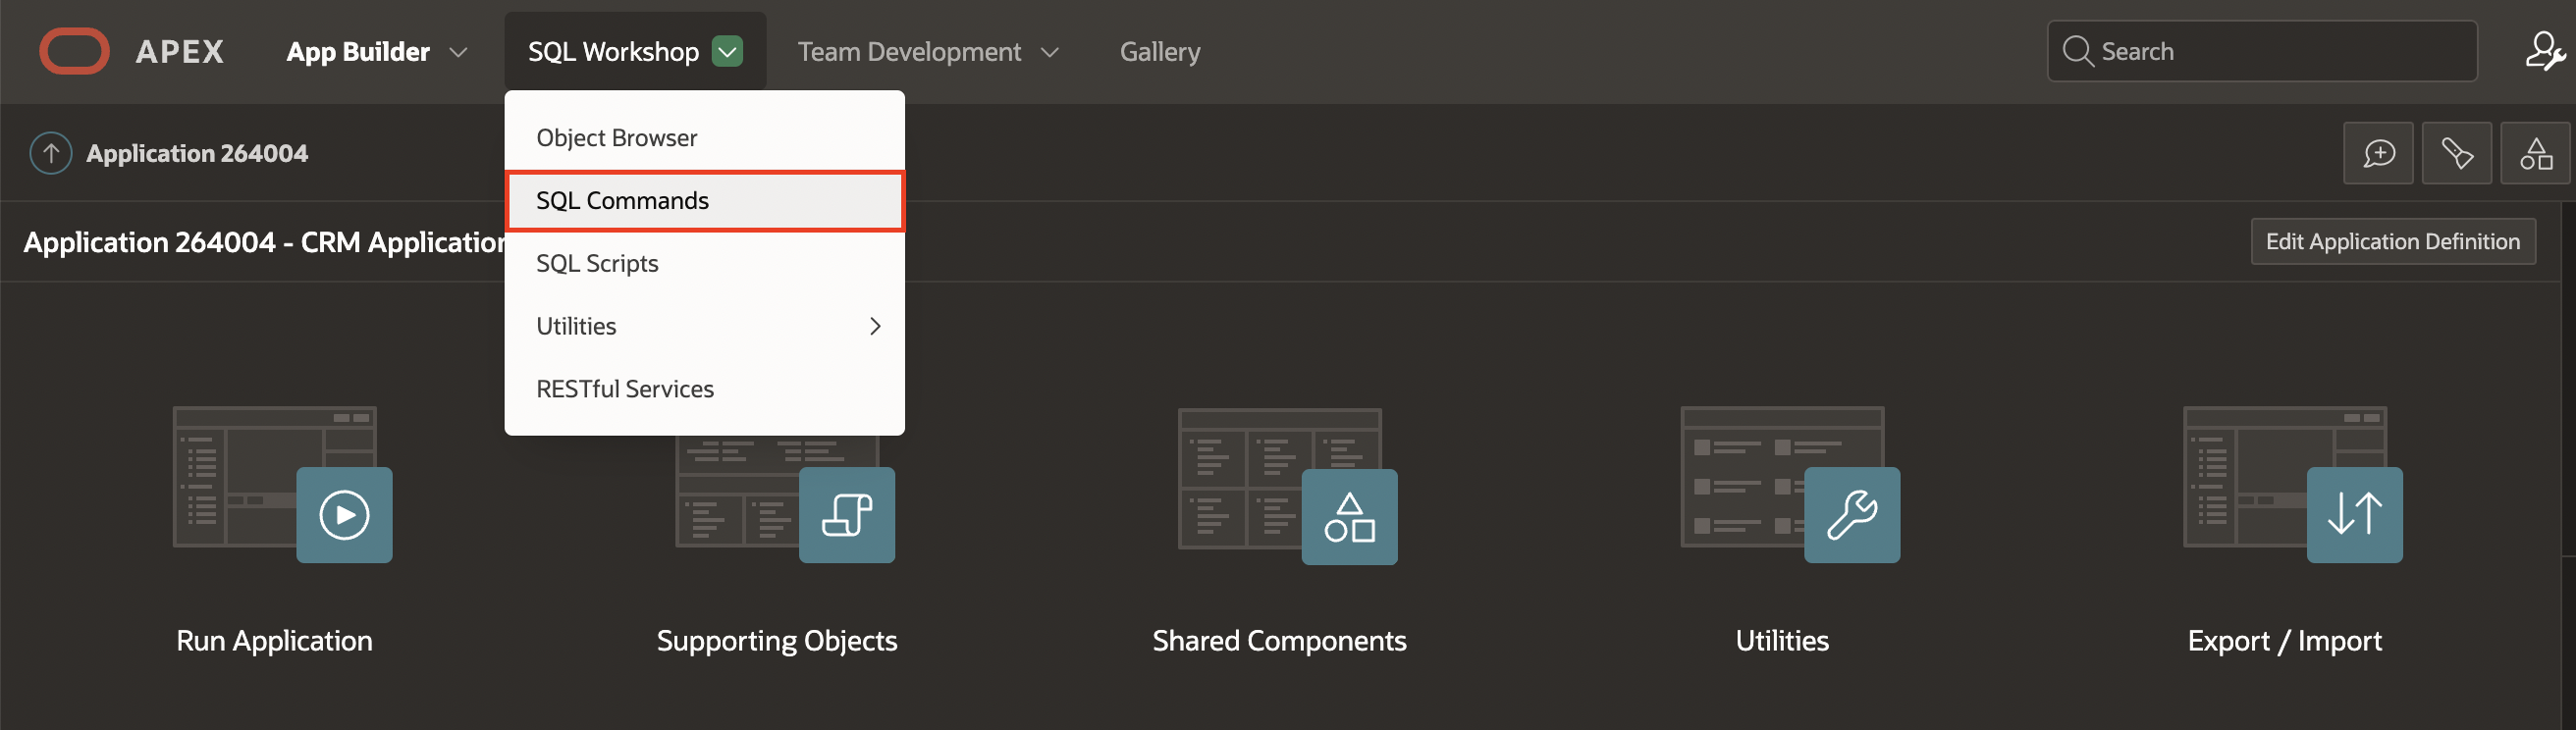 APEX
App Builder
SQL Workshop
Team Development
Gallery
Search
Object Browser
SQL Commands
SQL Scripts
Utilities
RESTful Services
Application 264004
Application 264004 - CRM Application
Edit Application Definition
Run Application
Supporting Objects
Shared Components
Utilities
Export / Import